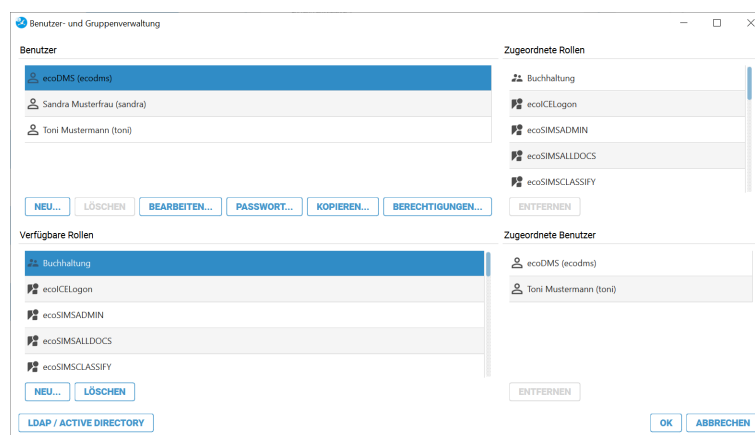 Benutzer- und Gruppenverwaltung
Benutzer
ecoDMS (ecodms)
Sandra Musterfrau (sandra)
Toni Mustermann (toni)
NEU...
LÖSCHEN
BEARBEITEN...
PASSWORT...
KOPIEREN...
BERECHTIGUNGEN...
Zugeordnete Rollen
Buchhaltung
ecoICELogon
ecoSIMSADMIN
ecoSIMSALLDOCS
ecoSIMSCLASSIFY
ENTFERNEN
Verfügbare Rollen
Buchhaltung
ecoICELogon
ecoSIMSADMIN
ecoSIMSALLDOCS
ecoSIMSCLASSIFY
NEU...
LÖSCHEN
Zugeordnete Benutzer
ecoDMS (ecodms)
Toni Mustermann (toni)
ENTFERNEN
LDAP / ACTIVE DIRECTORY
OK
ABBRECHEN